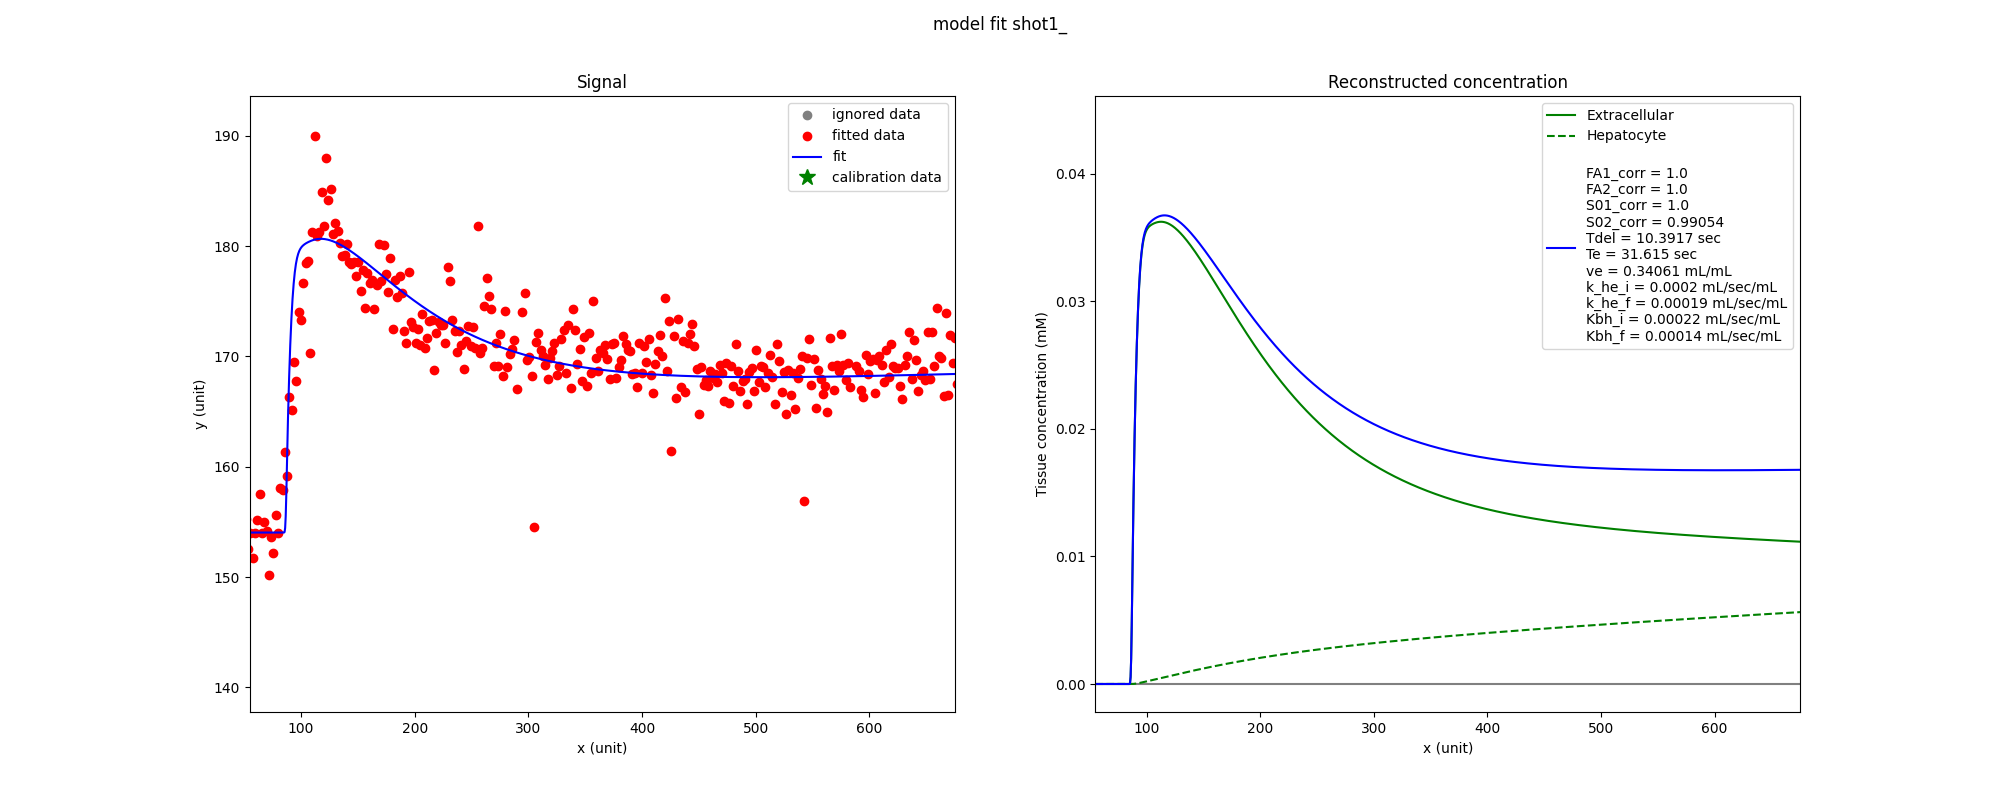 model fit shot1_
Signal
190
180
170
160
150
140
y (unit)
100 200 300 400 500 600
x (unit)
ignored data
fitted data
fit
calibration data
Reconstructed concentration
0.04
0.03
0.02
0.01
0.00
Tissue concentration (mM)
100 200 300 400 500 600
x (unit)
Extracellular
Hepatocyte
FA1_corr = 1.0
FA2_corr = 1.0
S01_corr = 1.0
S02_corr = 0.99054
Tdel = 10.3917 sec
Te = 31.615 sec
ve = 0.34061 mL/mL
k_he_i = 0.0002 mL/sec/mL
k_he_f = 0.00019 mL/sec/mL
Kbh_i = 0.00022 mL/sec/mL
Kbh_f = 0.00014 mL/sec/mL